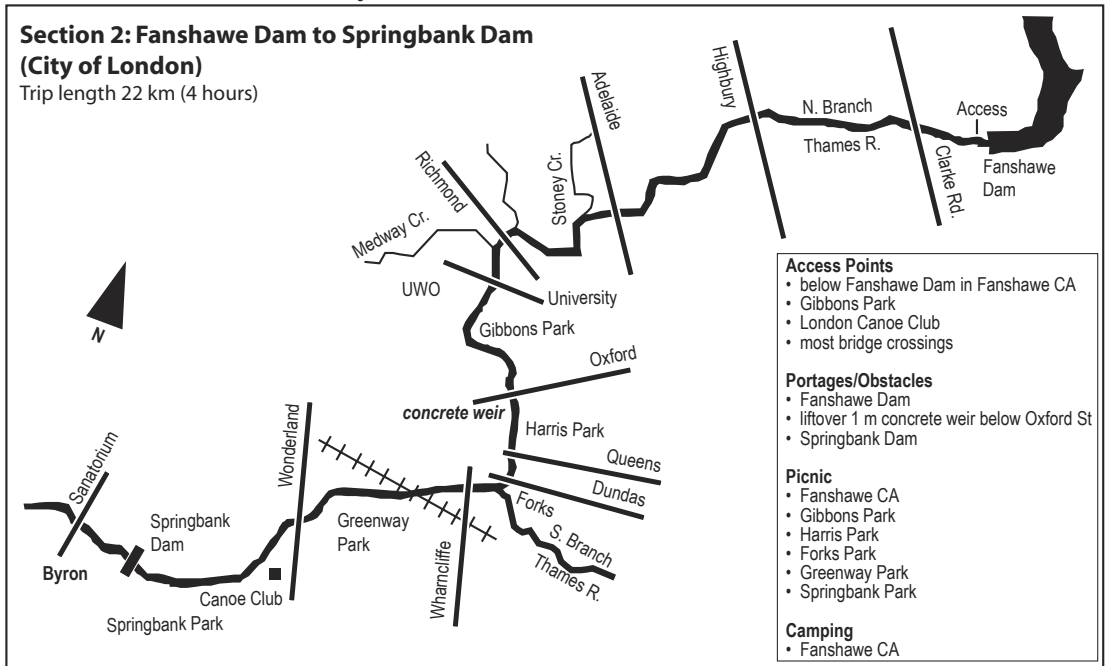 Section 2: Fanshawe Dam to Springbank Dam
(City of London)
Trip length 22 km (4 hours)
Highbury
Adelaide
N. Branch
Thames R.
Access
Clarke Rd.
Fanshawe
Dam
Richmond
Stoney Cr.
Medway Cr.
UWO
University
Gibbons Park
N
Oxford
concrete weir
Harris Park
Queens
Dundas
Forks
S. Branch
Thames R.
Wharncliffe
Greenway
Park
Wonderland
Sanatorium
Springbank
Dam
Byron
Canoe Club
Springbank Park
Access Points
• below Fanshawe Dam in Fanshawe CA
• Gibbons Park
• London Canoe Club
• most bridge crossings
Portages/Obstacles
• Fanshawe Dam
• liftover 1 m concrete weir below Oxford St
• Springbank Dam
Picnic
• Fanshawe CA
• Gibbons Park
• Harris Park
• Forks Park
• Greenway Park
• Springbank Park
Camping
• Fanshawe CA